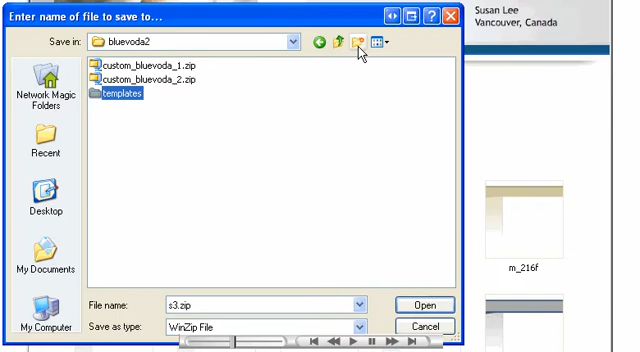 Enter name of file to save to...
Susan Lee
Vancouver, Canada
Save in:
bluevoda2
custom_bluevoda_1.zip
custom_bluevoda_2.zip
templates
Network Magic
Folders
Recent
Desktop
My Documents
My Computer
File name:
s3.zip
Open
Save as type:
WinZip File
Cancel
m_216f